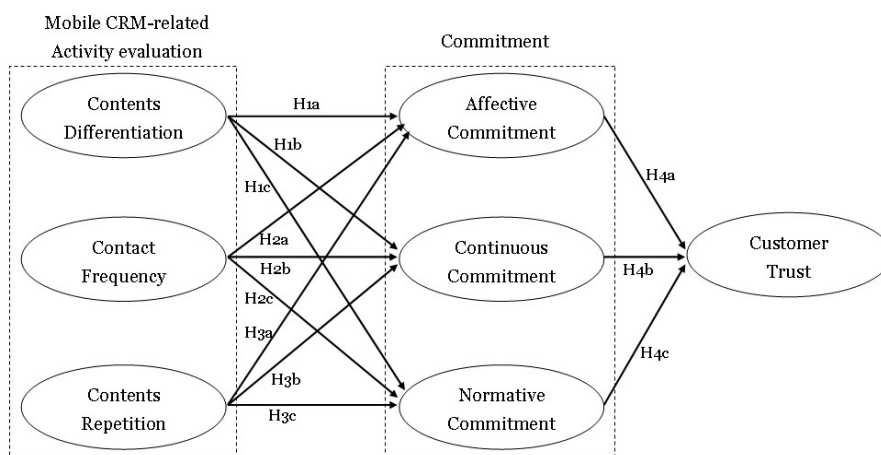 Mobile CRM-related
Activity evaluation
Commitment
Contents
Differentiation
H1a
H1b
H1c
Affective
Commitment
H4a
Contact
Frequency
H2a
H2b
H2c
Continuous
Commitment
H4b
Customer
Trust
H3a
H3b
H3c
H4c
Contents
Repetition
Normative
Commitment